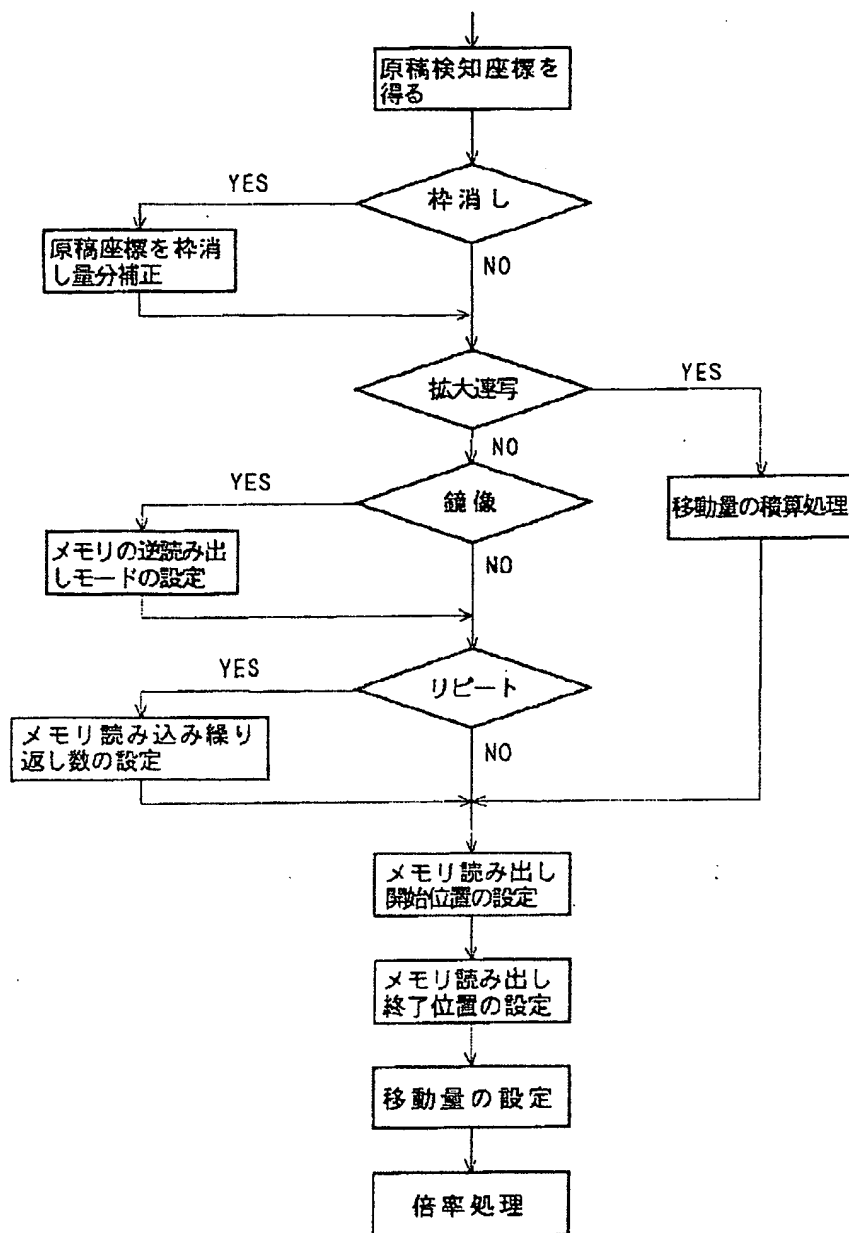 原稿検知座標を
得る
YES
枠消し
原稿座標を枠消
し量分補正
NO
拡大連写
YES
NO
YES
鏡像
移動量の積算処理
メモリの逆読み出
しモードの設定
NO
YES
リピート
メモリ読み込み繰り
返し数の設定
NO
メモリ読み出し
開始位置の設定
メモリ読み出し
終了位置の設定
移動量の設定
倍率処理